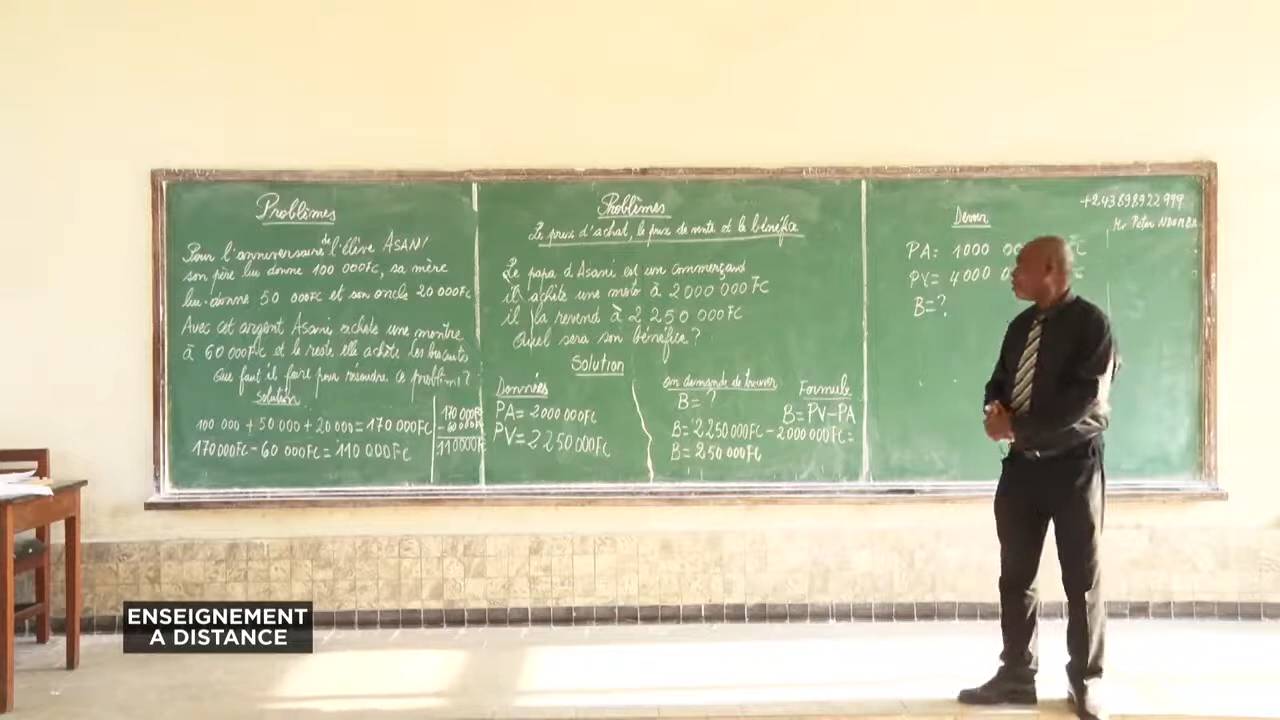 Problèmes
Pour l'anniversaire de l'élève ASANI
son père lui donne 100 000FC, sa mère
lui donne 50 000FC et son oncle 20 000FC
Avec cet argent Asani achète une montre
à 60 000FC et le reste elle achète les biscuits
Que faut il faire pour résoudre ce problème?
Solution
100 000 + 50 000 + 20 000 = 170 000FC
170 000FC - 60 000FC = 110 000FC
170 000F
- 60 000F
110 000F
Problèmes
Le prix d'achat, le prix de vente et le bénéfice
Le papa d'Asani est un commerçant
il achète une moto à 2 000 000 FC
il la revend à 2 250 000 FC
Quel sera son bénéfice?
Solution
Données
PA = 2000 000FC
PV = 2 250 000FC
on demande de trouver
B = ?
Formule
B = PV - PA
B = 2 250 000FC - 2000 000FC =
B = 250 000FC
Devoir
PA = 1000
PV = 4000
B = ?
+243898922999
Mr Peter NDOMBA
ENSEIGNEMENT
A DISTANCE